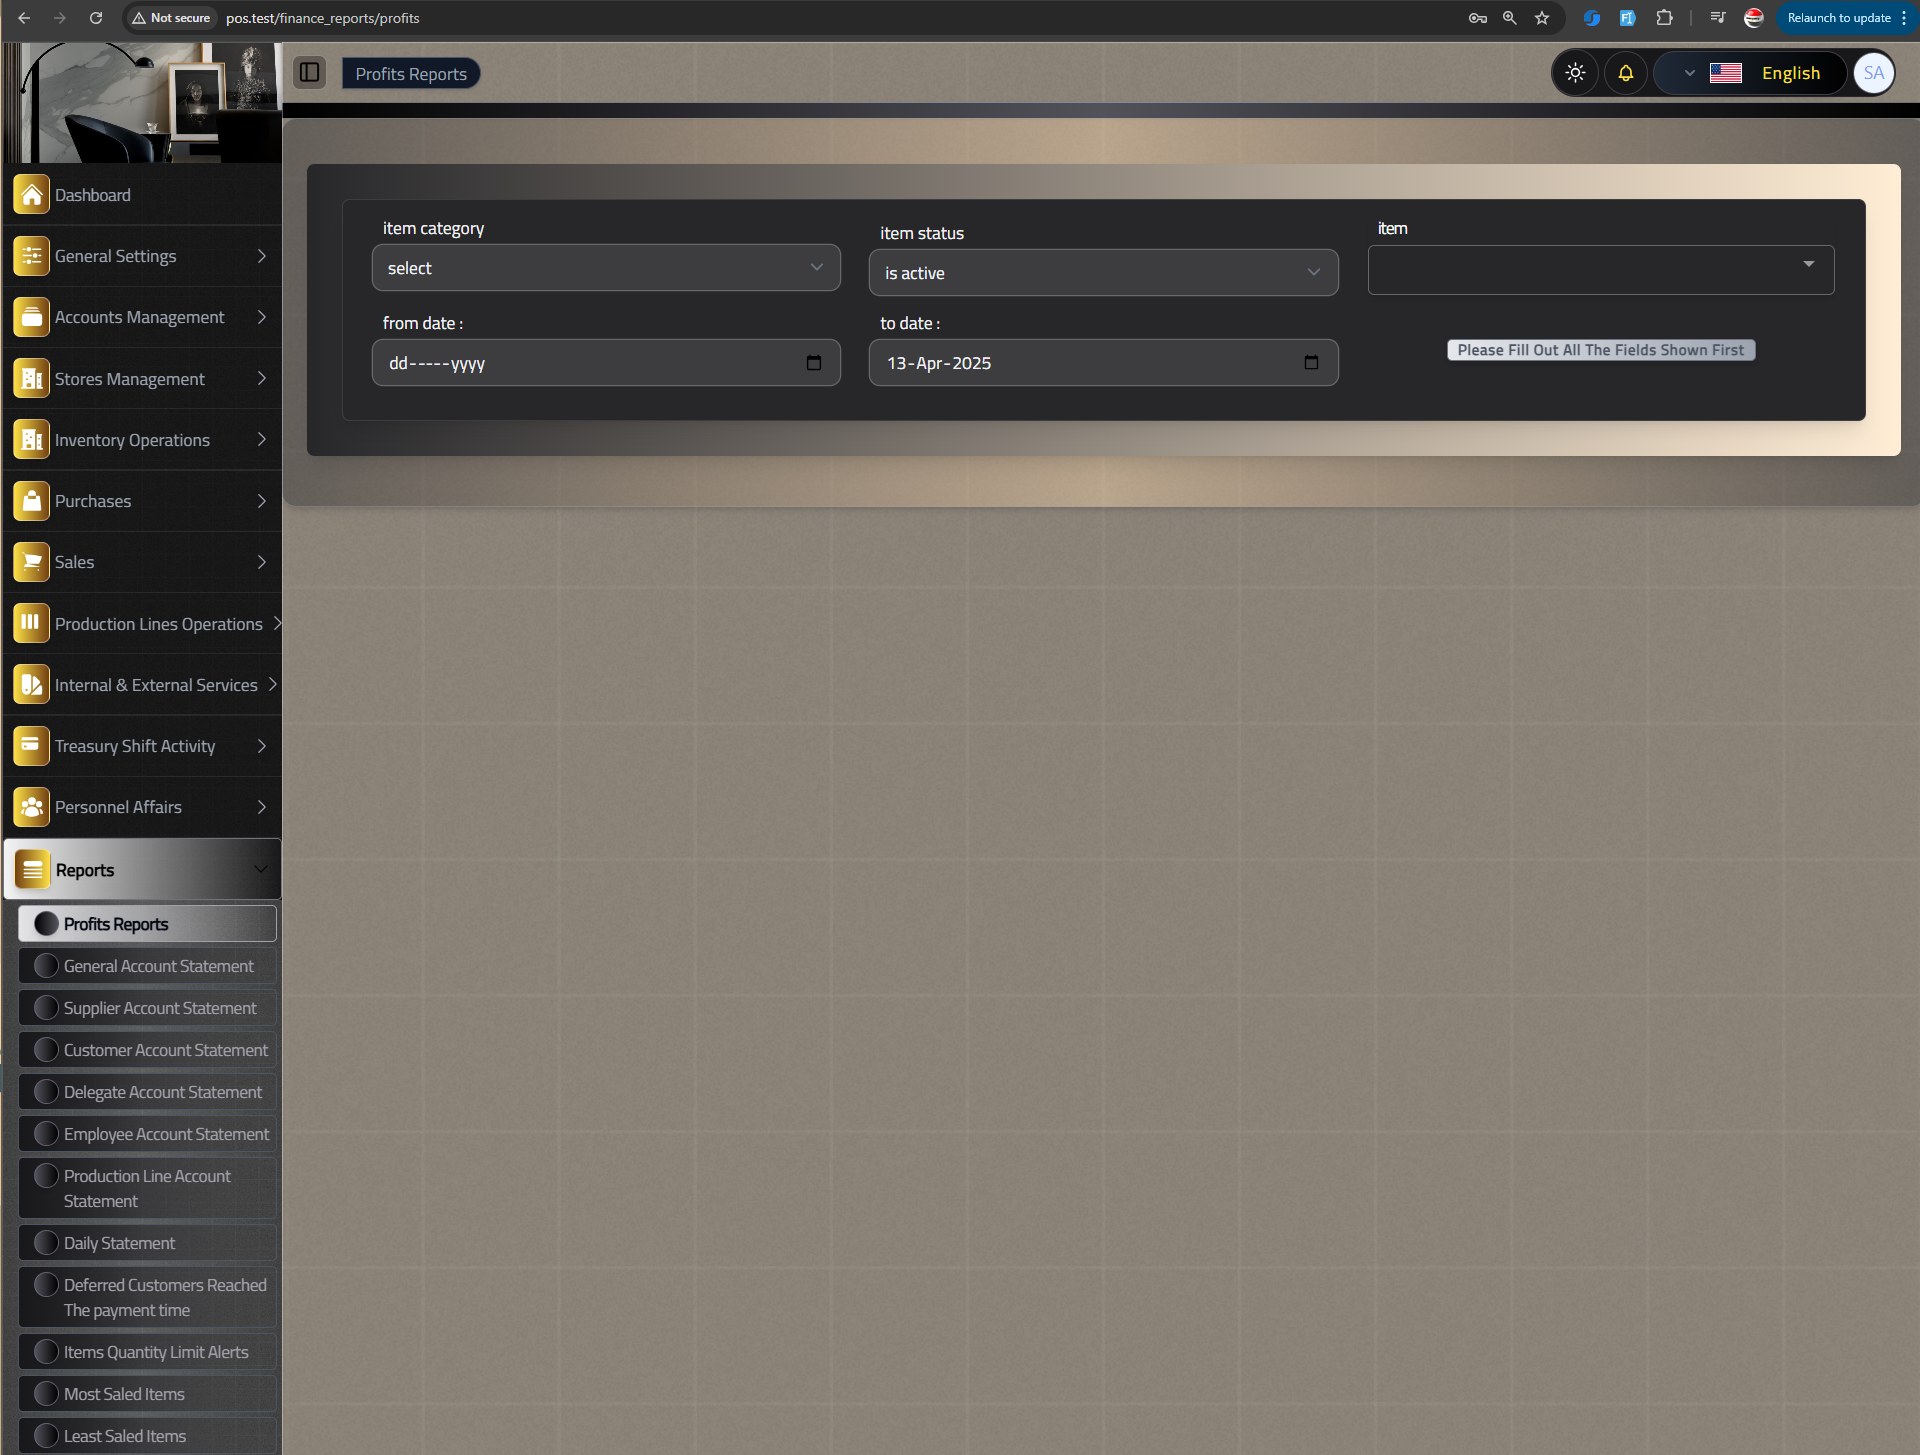 Not secure
pos.test/finance_reports/profits
Relaunch to update
Profits Reports
English
SA
Dashboard
General Settings
Accounts Management
Stores Management
Inventory Operations
Purchases
Sales
Production Lines Operations
Internal & External Services
Treasury Shift Activity
Personnel Affairs
Reports
Profits Reports
General Account Statement
Supplier Account Statement
Customer Account Statement
Delegate Account Statement
Employee Account Statement
Production Line Account
Statement
Daily Statement
Deferred Customers Reached
The payment time
Items Quantity Limit Alerts
Most Saled Items
Least Saled Items
item category
select
item status
is active
item
from date :
dd-----yyyy
to date :
13-Apr-2025
Please Fill Out All The Fields Shown First